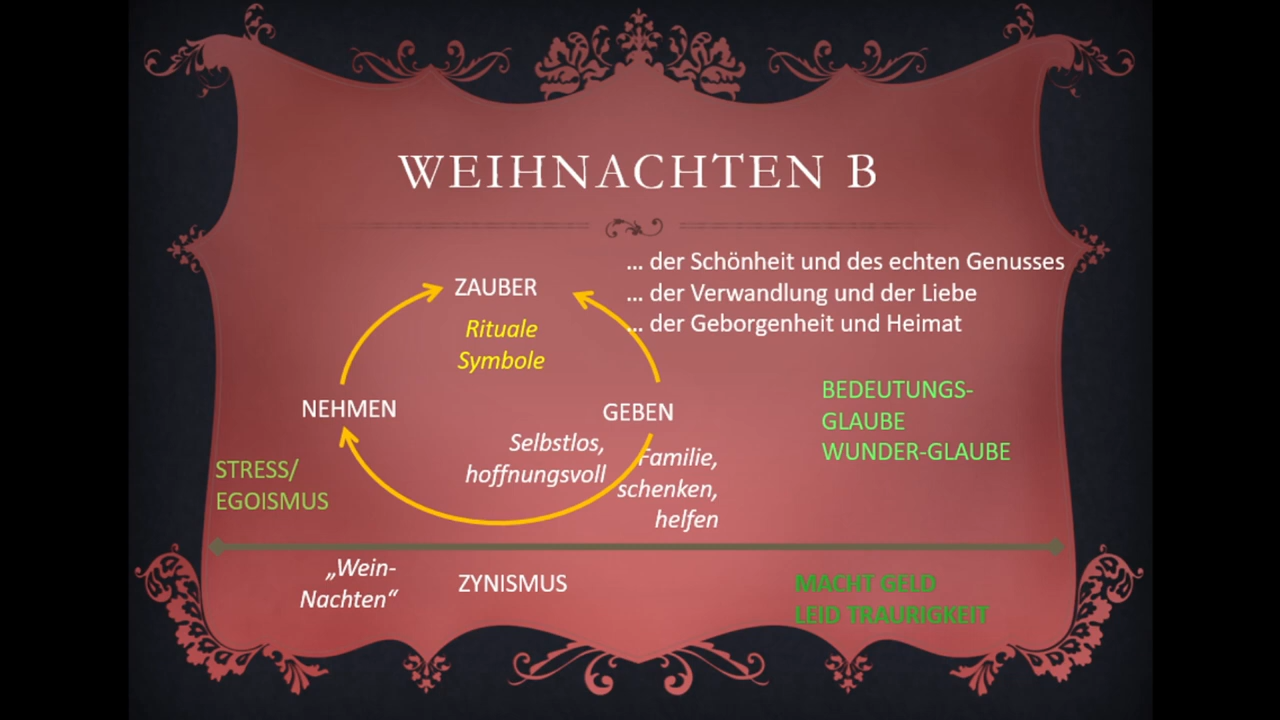 WEIHNACHTEN B
… der Schönheit und des echten Genusses
… der Verwandlung und der Liebe
… der Geborgenheit und Heimat
ZAUBER
Rituale
Symbole
NEHMEN
GEBEN
Selbstlos,
hoffnungsvoll
Familie,
schenken,
helfen
BEDEUTUNGS-
GLAUBE
WUNDER-GLAUBE
STRESS/
EGOISMUS
„Wein-
Nachten“
ZYNISMUS
MACHT GELD
LEID TRAURIGKEIT